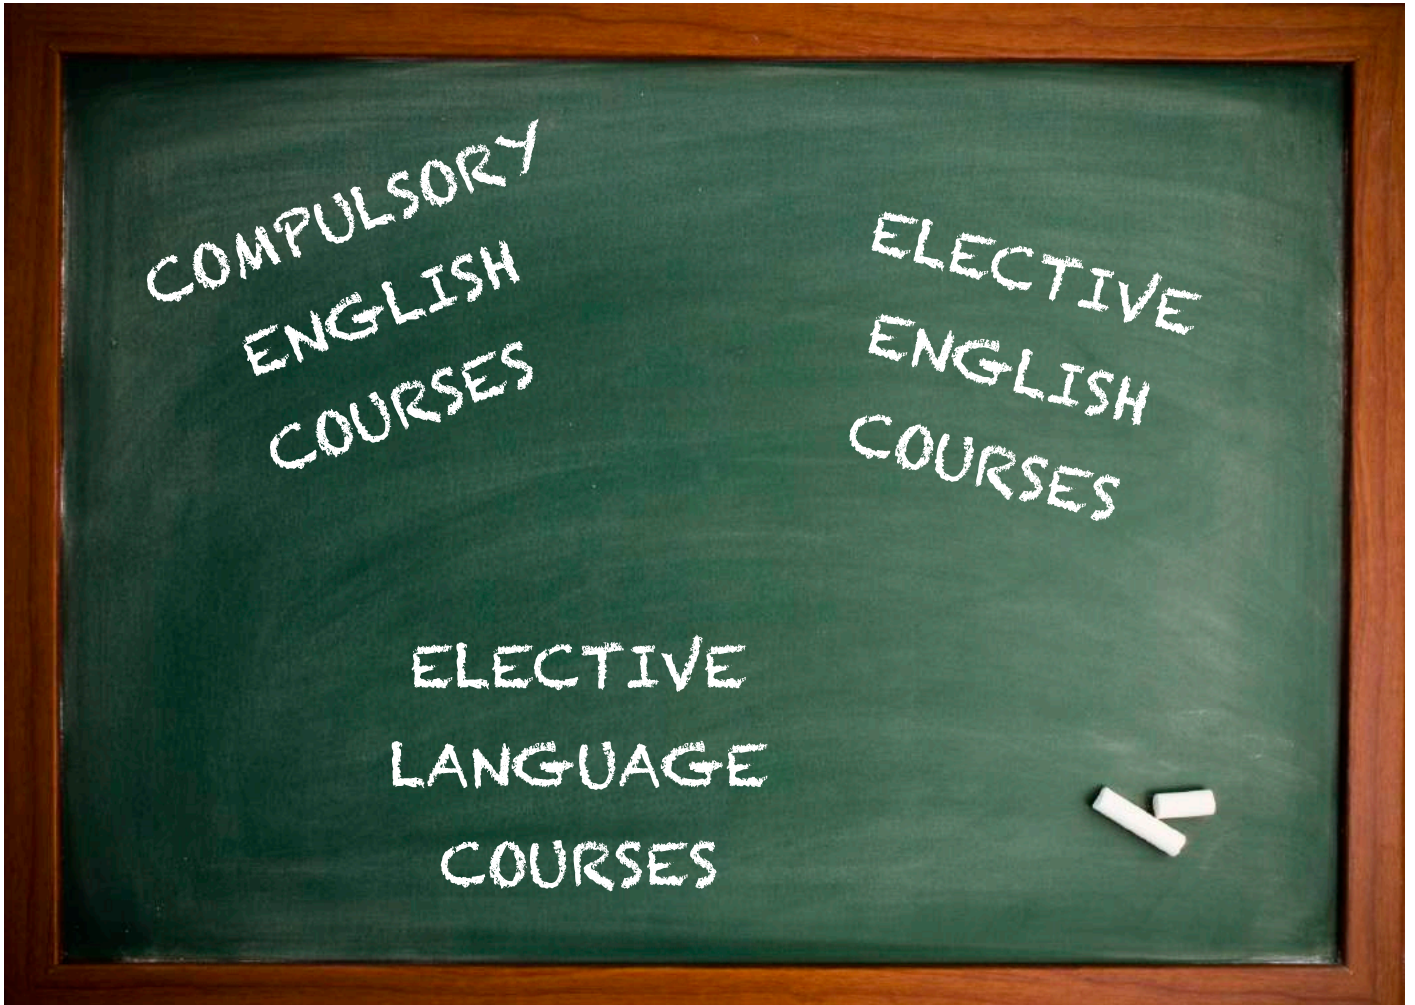 COMPULSORY
ENGLISH
COURSES
ELECTIVE
ENGLISH
COURSES
ELECTIVE
LANGUAGE
COURSES